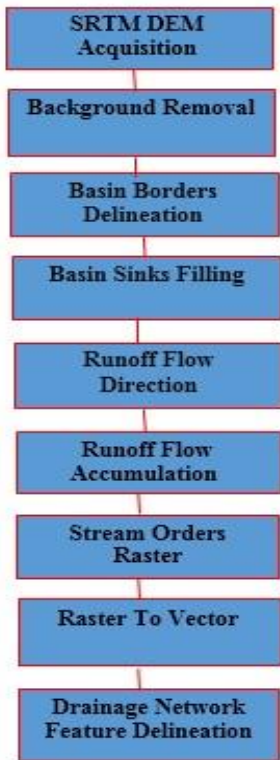 SRTM DEM
Acquisition
Background Removal
Basin Borders
Delineation
Basin Sinks Filling
Runoff Flow
Direction
Runoff Flow
Accumulation
Stream Orders
Raster
Raster To Vector
Drainage Network
Feature Delineation